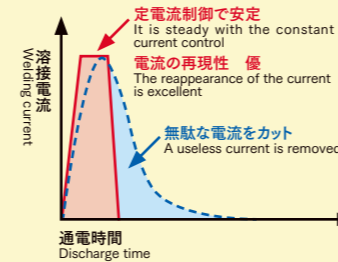 定電流制御で安定
It is steady with the constant
current control
電流の再現性 優
The reappearance of the current
is excellent
無駄な電流をカット
A useless current is removed
溶接電流
Welding current
通電時間
Discharge time